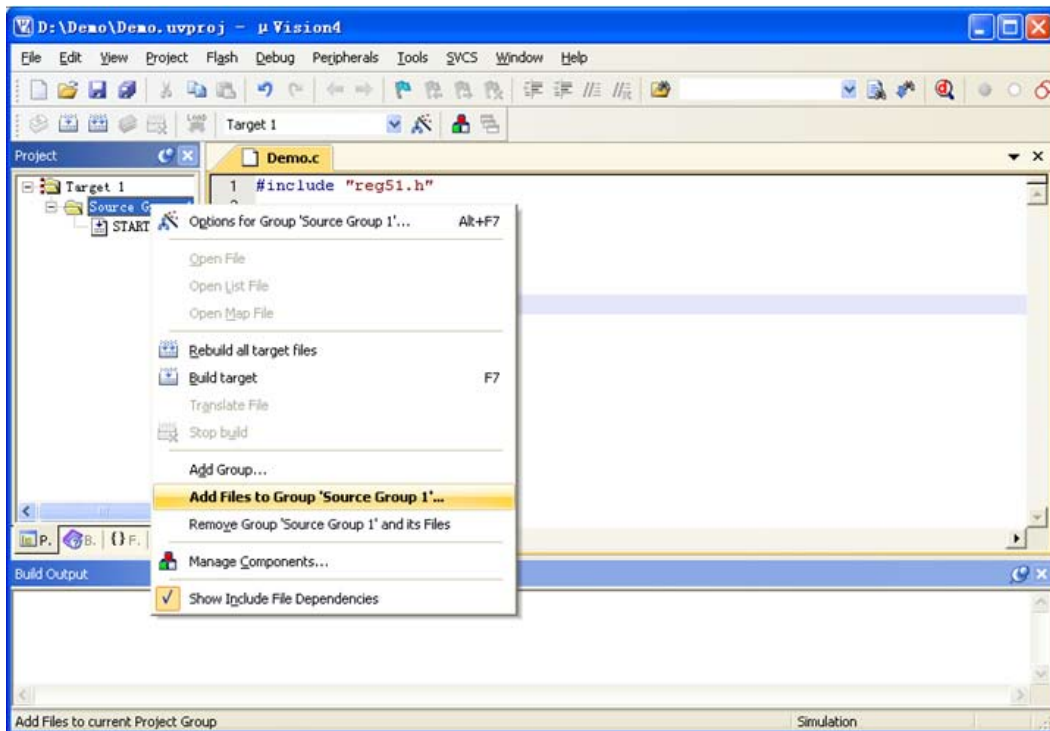 D:\Demo\Demo.uvproj - µVision4
File Edit View Project Flash Debug Peripherals Tools SVCS Window Help
Target 1
Project
Demo.c
Target 1
Source G
START
1 #include "reg51.h"
2
Options for Group 'Source Group 1'... Alt+F7
Open File
Open List File
Open Map File
Rebuild all target files
Build target F7
Translate File
Stop build
Add Group...
Add Files to Group 'Source Group 1'...
Remove Group 'Source Group 1' and its Files
Manage Components...
Show Include File Dependencies
P. B. {} F.
Build Output
Add Files to current Project Group Simulation